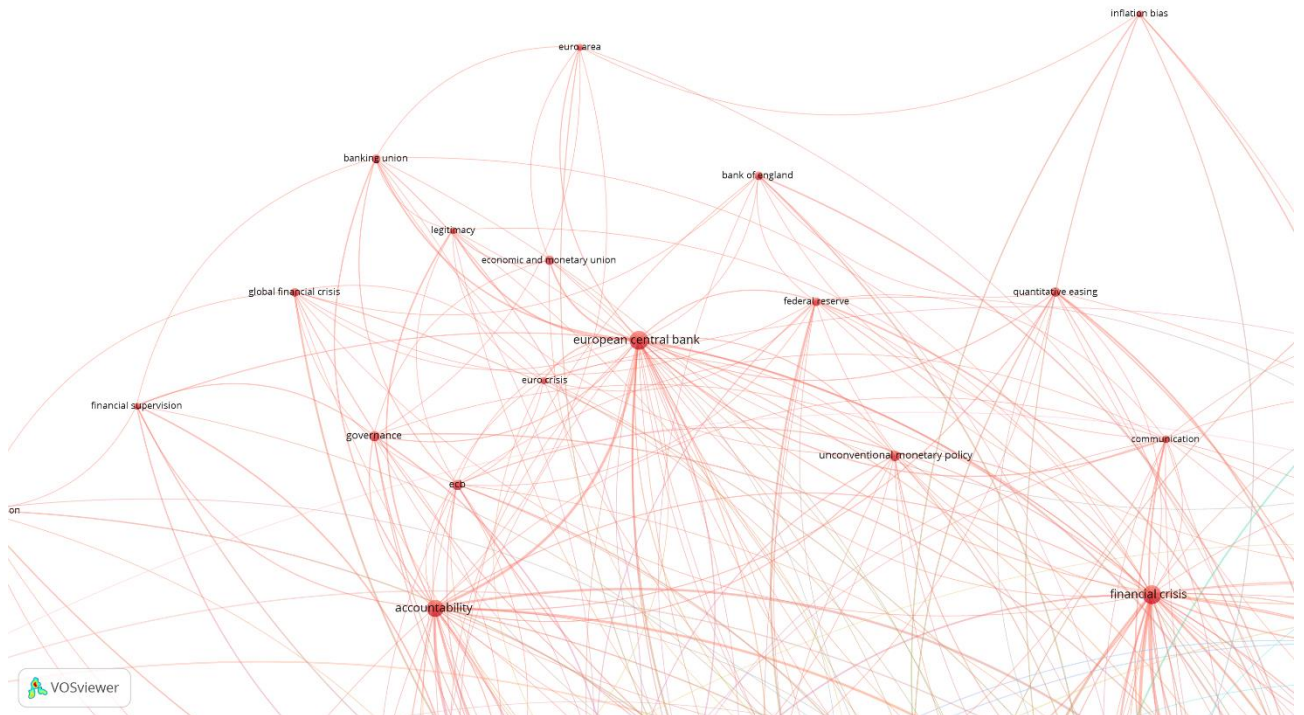 inflation bias
euro area
banking union
bank of england
legitimacy
economic and monetary union
global financial crisis
quantitative easing
federal reserve
european central bank
euro crisis
financial supervision
governance
communication
unconventional monetary policy
ecb
on
financial crisis
accountability
VOSviewer